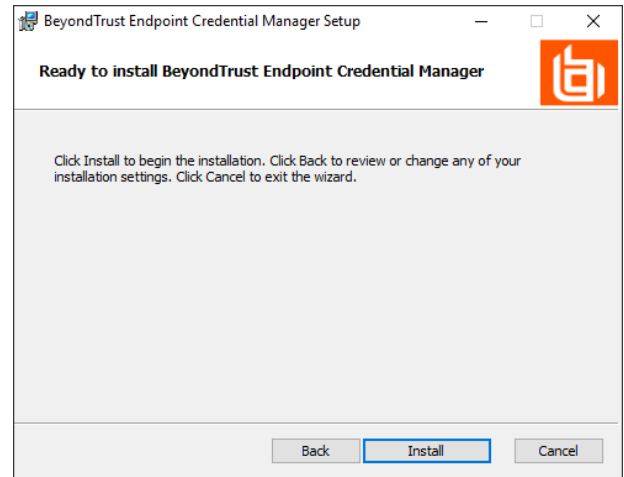 BeyondTrust Endpoint Credential Manager Setup
Ready to install BeyondTrust Endpoint Credential Manager
Click Install to begin the installation. Click Back to review or change any of your
installation settings. Click Cancel to exit the wizard.
Back Install Cancel